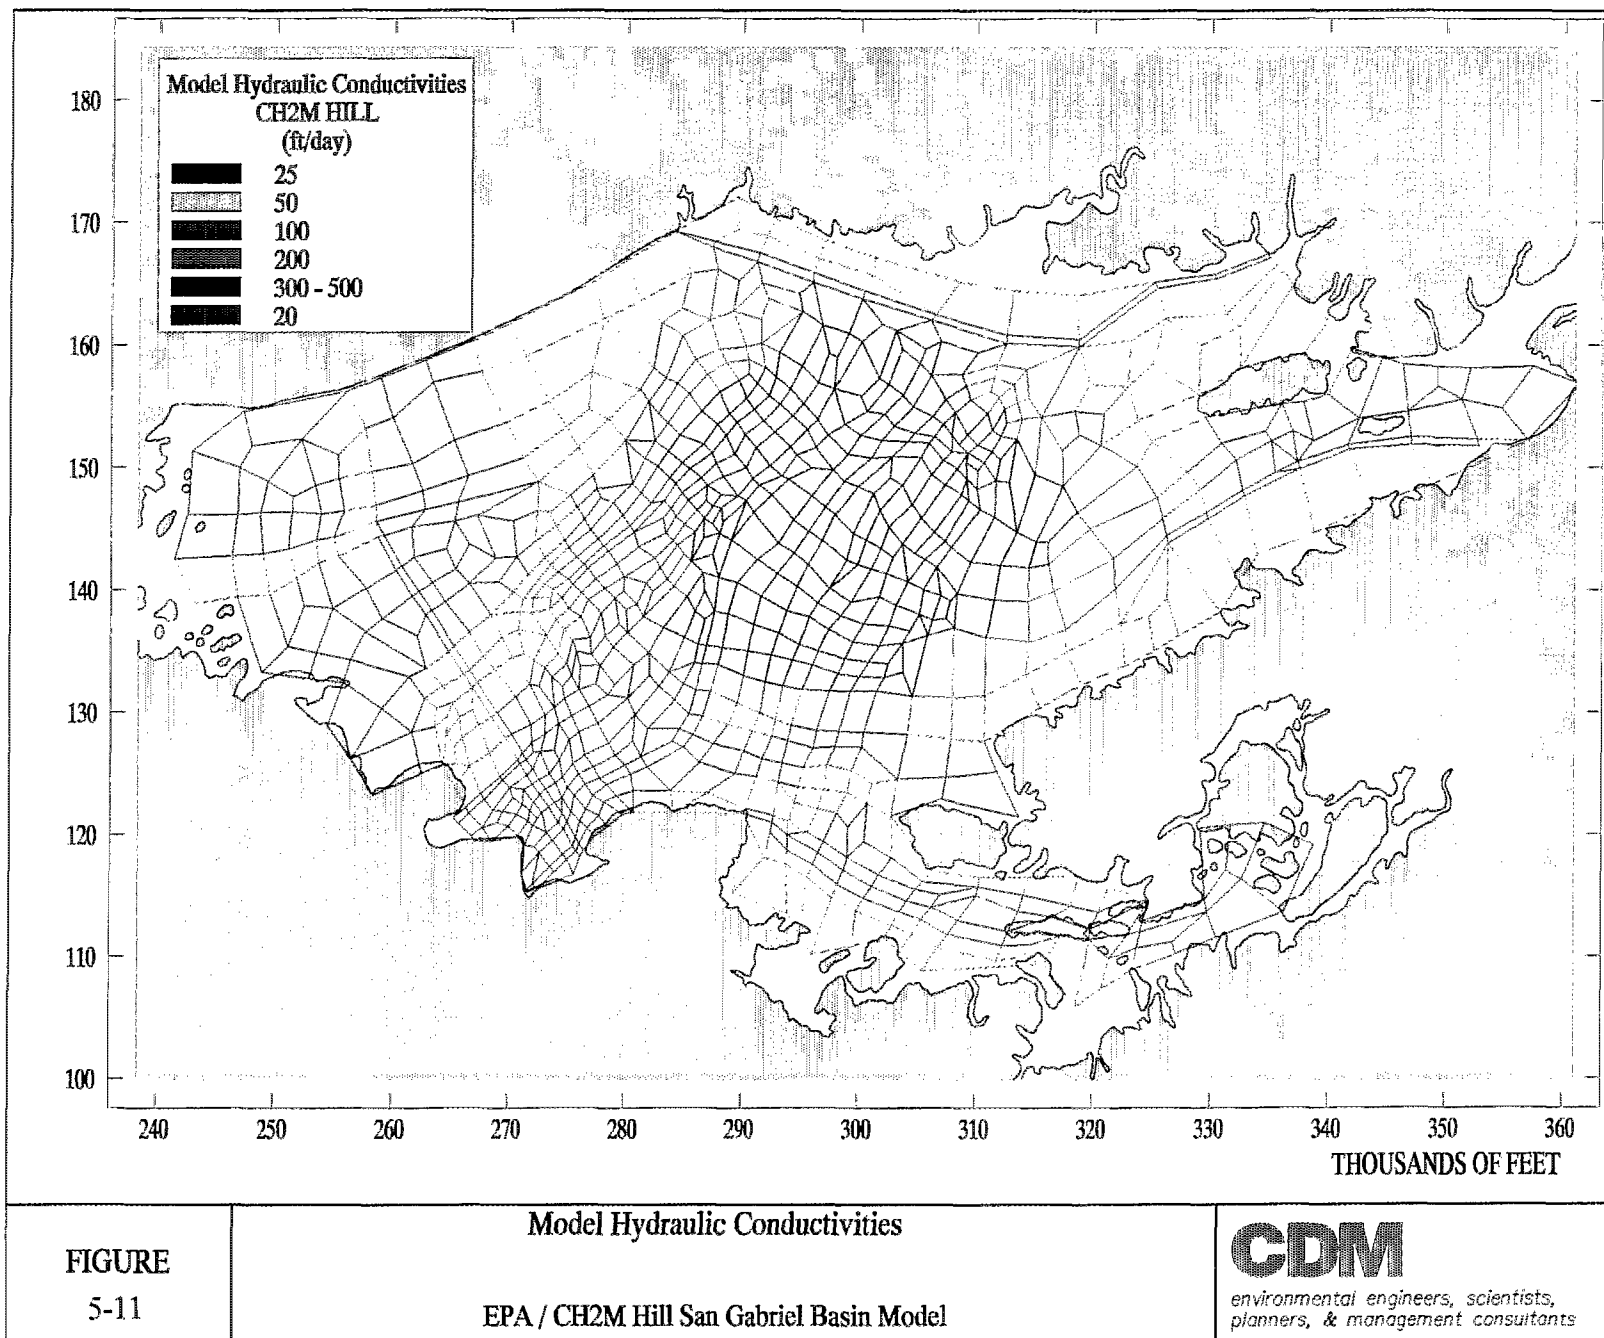 Model Hydraulic Conductivities
CH2M HILL
(ft/day)
25
50
100
200
300 - 500
20
180
170
160
150
140
130
120
110
100
240
250
260
270
280
290
300
310
320
330
340
350
360
THOUSANDS OF FEET
FIGURE
5-11
Model Hydraulic Conductivities
EPA / CH2M Hill San Gabriel Basin Model
CDM
environmental engineers, scientists,
planners, & management consultants